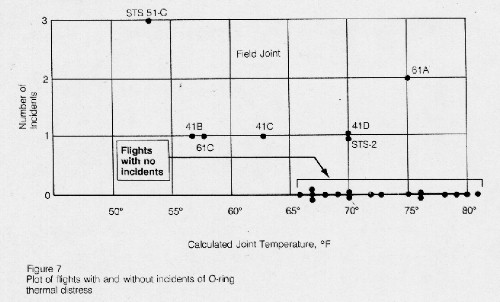 3
STS 51-C
Field Joint
61A
2
Number of
Incidents
41B
41C
41D
1
61C
STS-2
Flights
with no
incidents
0
50° 55° 60° 65° 70° 75° 80°
Calculated Joint Temperature, °F
Figure 7
Plot of flights with and without incidents of O-ring
thermal distress